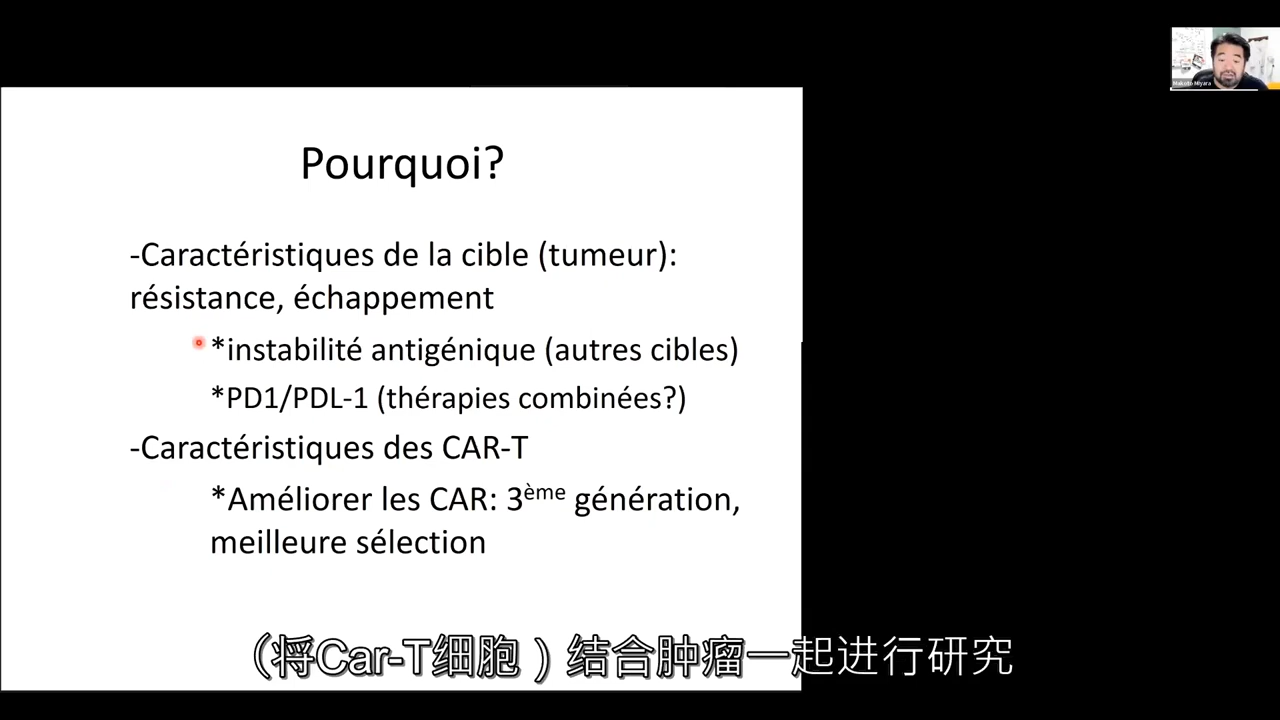 Makoto Miyara
Pourquoi?
-Caractéristiques de la cible (tumeur):
résistance, échappement
*instabilité antigénique (autres cibles)
*PD1/PDL-1 (thérapies combinées?)
-Caractéristiques des CAR-T
*Améliorer les CAR: 3ème génération,
meilleure sélection
（将Car-T细胞）结合肿瘤一起进行研究